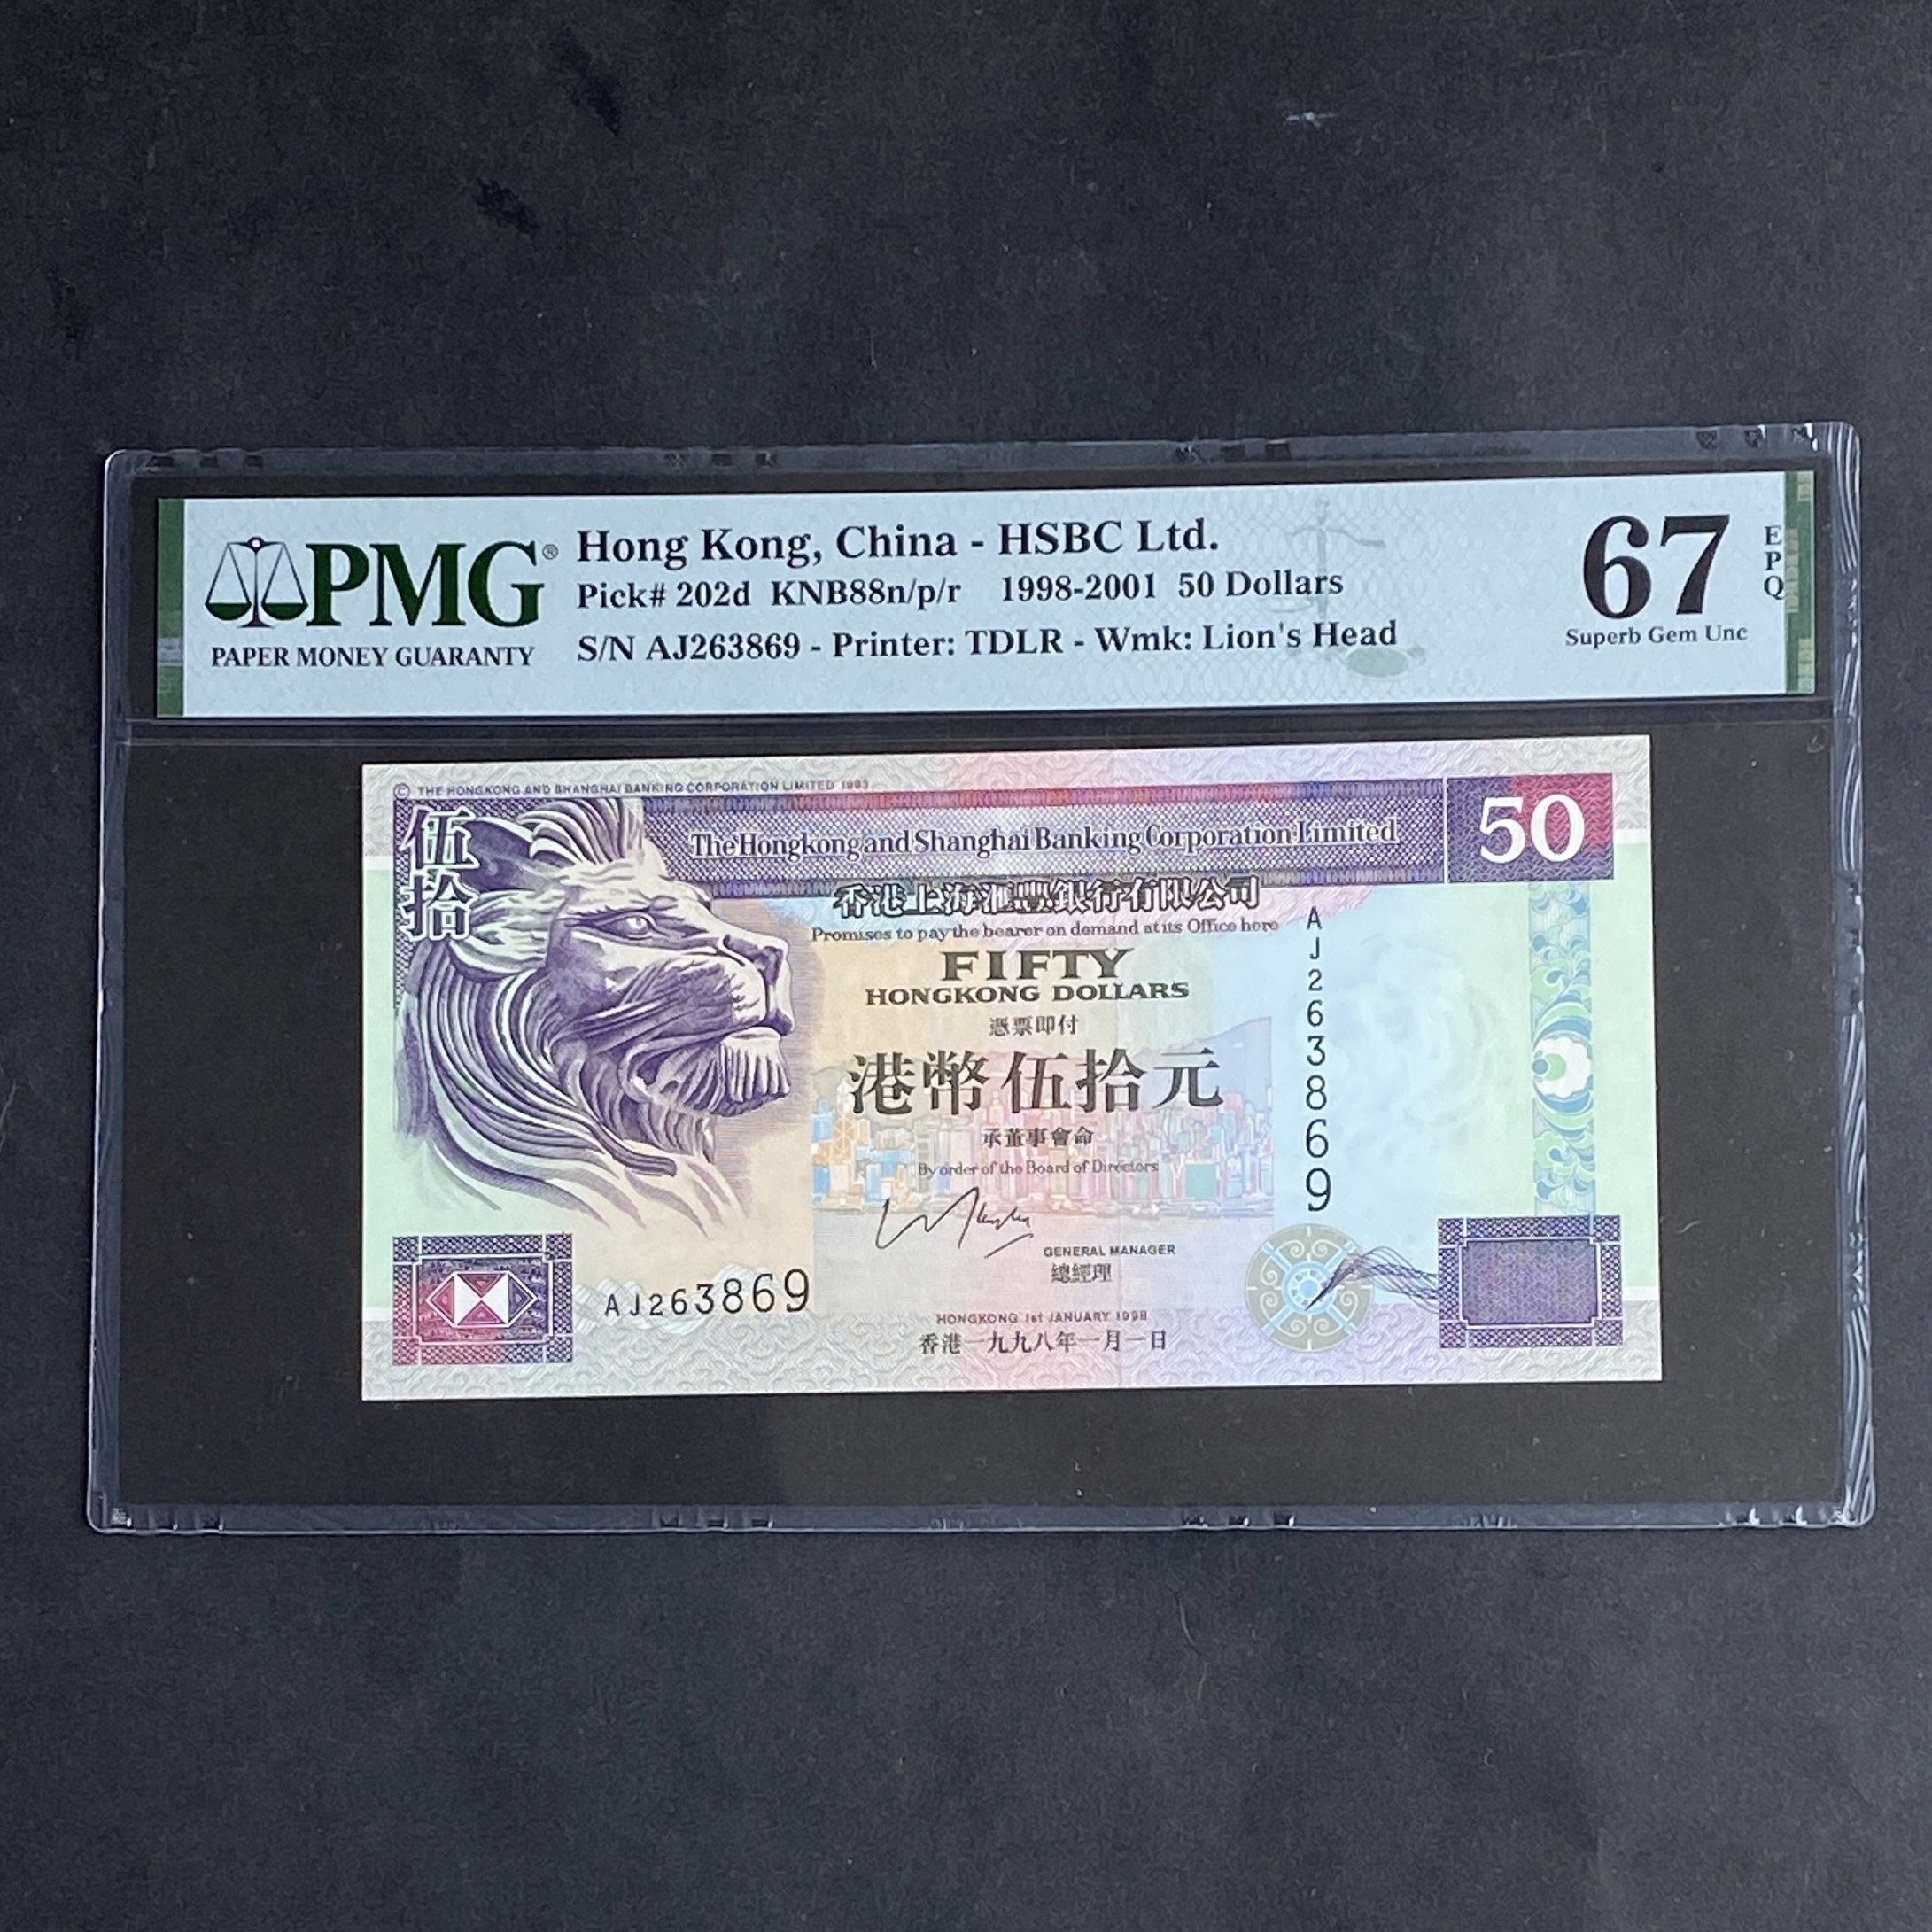 PMG®
PAPER MONEY GUARANTY
Hong Kong, China - HSBC Ltd.
Pick# 202d KNB88n/p/r 1998-2001 50 Dollars
S/N AJ263869 - Printer: TDLR - Wmk: Lion's Head
67
EPQ
Superb Gem Unc
© THE HONGKONG AND SHANGHAI BANKING CORPORATION LIMITED 1993
伍拾
The Hongkong and Shanghai Banking Corporation Limited
50
香港上海滙豐銀行有限公司
Promises to pay the bearer on demand at its Office here
FIFTY
HONGKONG DOLLARS
憑票即付
港幣伍拾元
承董事會命
By order of the Board of Directors
GENERAL MANAGER
總經理
AJ263869
AJ263869
HONGKONG 1st JANUARY 1998
香港一九九八年一月一日